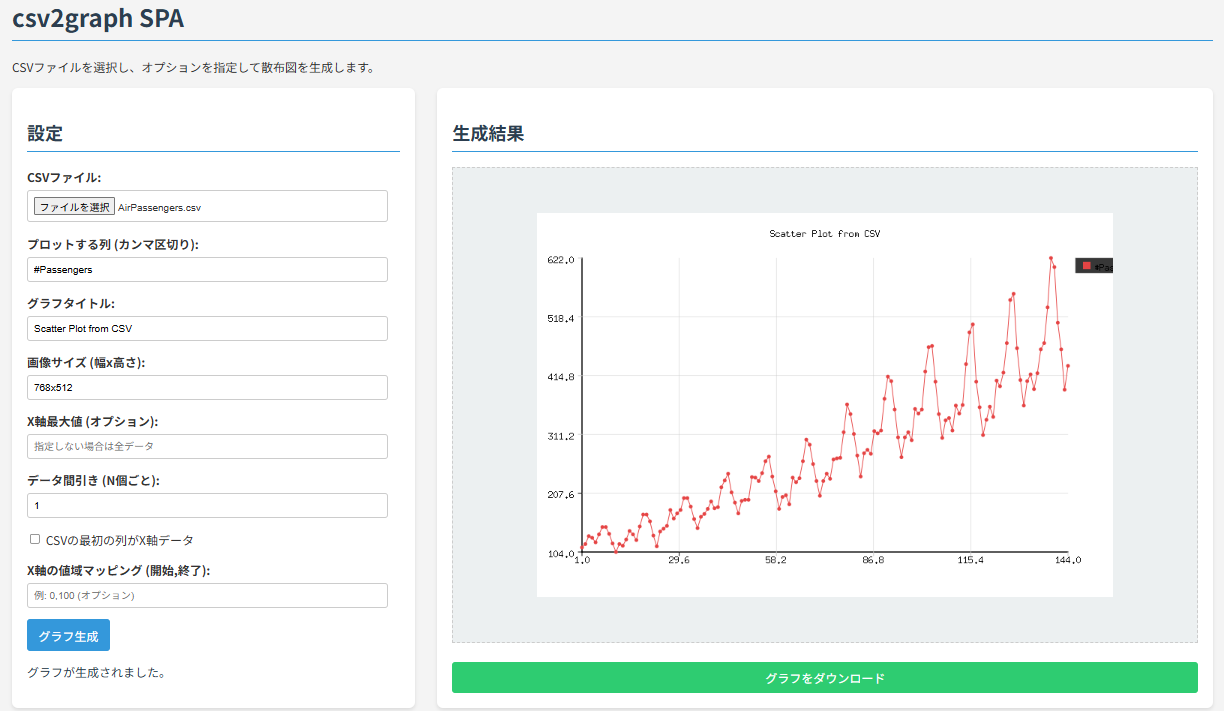 csv2graph SPA
CSVファイルを選択し、オプションを指定して散布図を生成します。
設定
CSVファイル:
ファイルを選択 AirPassengers.csv
プロットする列 (カンマ区切り):
#Passengers
グラフタイトル:
Scatter Plot from CSV
画像サイズ (幅x高さ):
768x512
X軸最大値 (オプション):
指定しない場合は全データ
データ間引き (N個ごと):
1
CSVの最初の列がX軸データ
X軸の値域マッピング (開始,終了):
例: 0,100 (オプション)
グラフ生成
グラフが生成されました。
生成結果
Scatter Plot from CSV
622.0
518.4
414.8
311.2
207.6
104.0
1.0 29.6 58.2 86.8 115.4 144.0
グラフをダウンロード